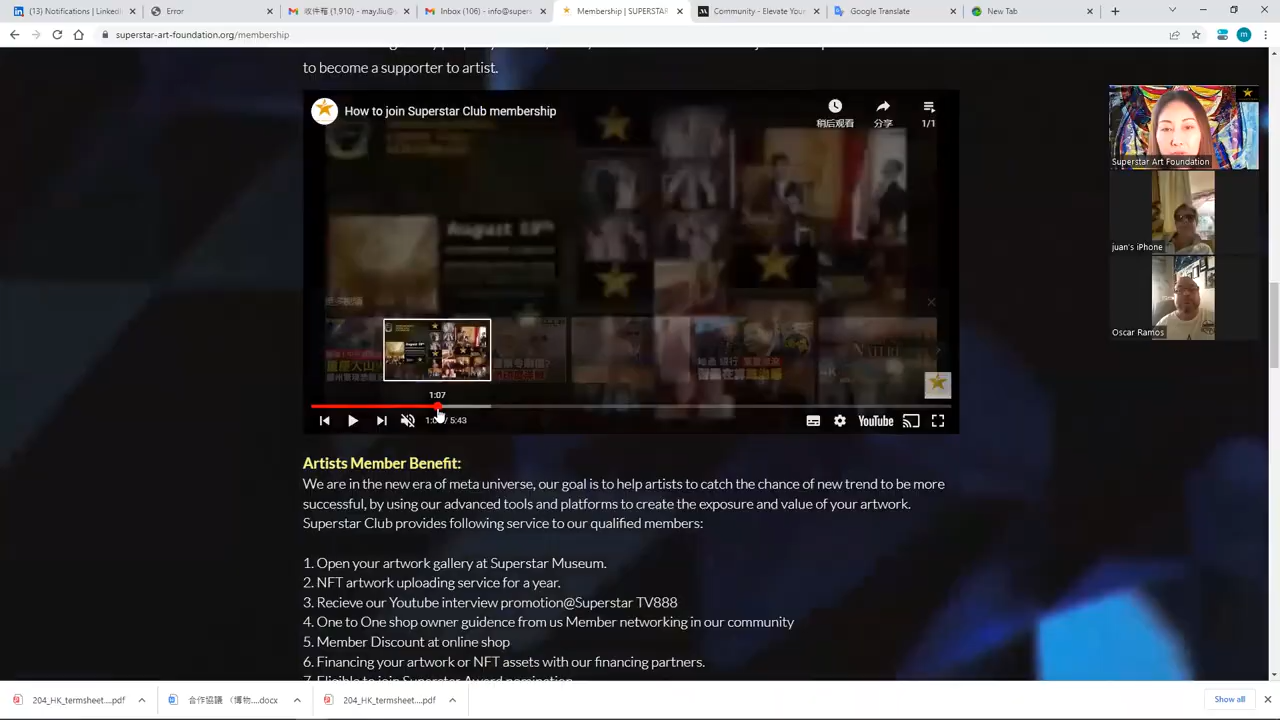 (13) Notifications | LinkedIn
Error
收件箱 (1,910) - mayJliu@
Inbox (106) - info@supers
Membership | SUPERSTAR
Community - Elevate Your
Google Translate
New Tab
superstar-art-foundation.org/membership
m
to become a supporter to artist.
How to join Superstar Club membership
稍后观看
分享
1/1
August
1:07
/ 5:43
YouTube
Superstar Art Foundation
juan's iPhone
Oscar Ramos
Artists Member Benefit:
We are in the new era of meta universe, our goal is to help artists to catch the chance of new trend to be more
successful, by using our advanced tools and platforms to create the exposure and value of your artwork.
Superstar Club provides following service to our qualified members:
1. Open your artwork gallery at Superstar Museum.
2. NFT artwork uploading service for a year.
3. Recieve our Youtube interview promotion@Superstar TV888
4. One to One shop owner guidence from us Member networking in our community
5. Member Discount at online shop
6. Financing your artwork or NFT assets with our financing partners.
7. Eligible to join Superstar Award nomination
204_HK_termsheet....pdf
合作協議 （博物....docx
204_HK_termsheet....pdf
Show all